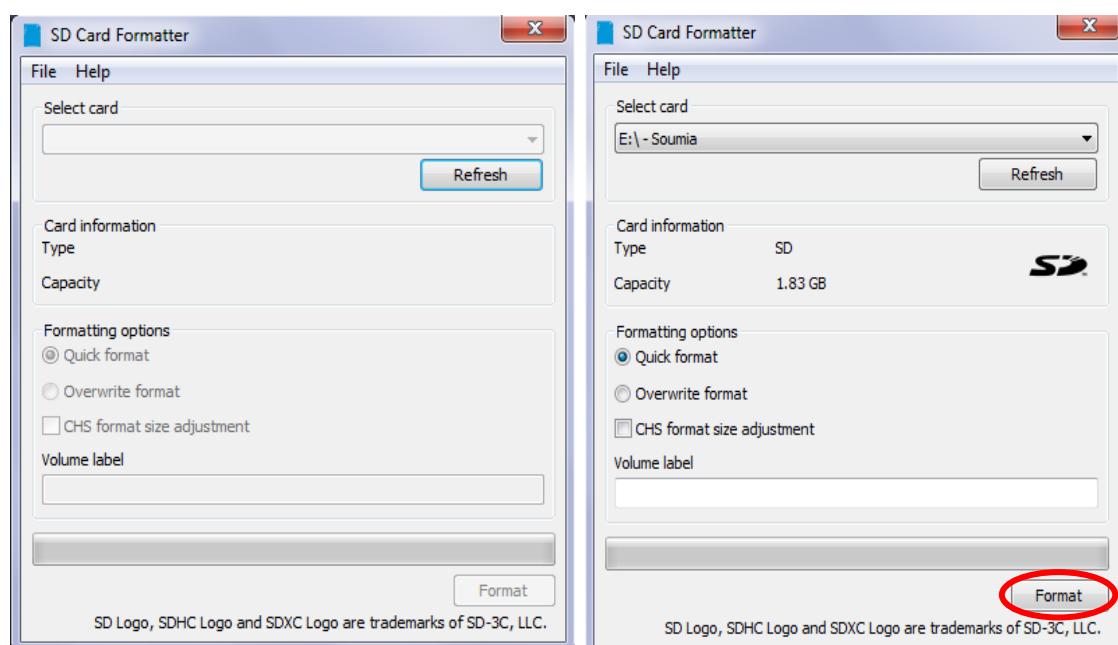 SD Card Formatter
File Help
Select card
Refresh
Card information
Type
Capacity
Formatting options
Quick format
Overwrite format
CHS format size adjustment
Volume label
Format
SD Logo, SDHC Logo and SDXC Logo are trademarks of SD-3C, LLC.
SD Card Formatter
File Help
Select card
E:\ - Soumia
Refresh
Card information
Type SD
SD
Capacity 1.83 GB
Formatting options
Quick format
Overwrite format
CHS format size adjustment
Volume label
Format
SD Logo, SDHC Logo and SDXC Logo are trademarks of SD-3C, LLC.